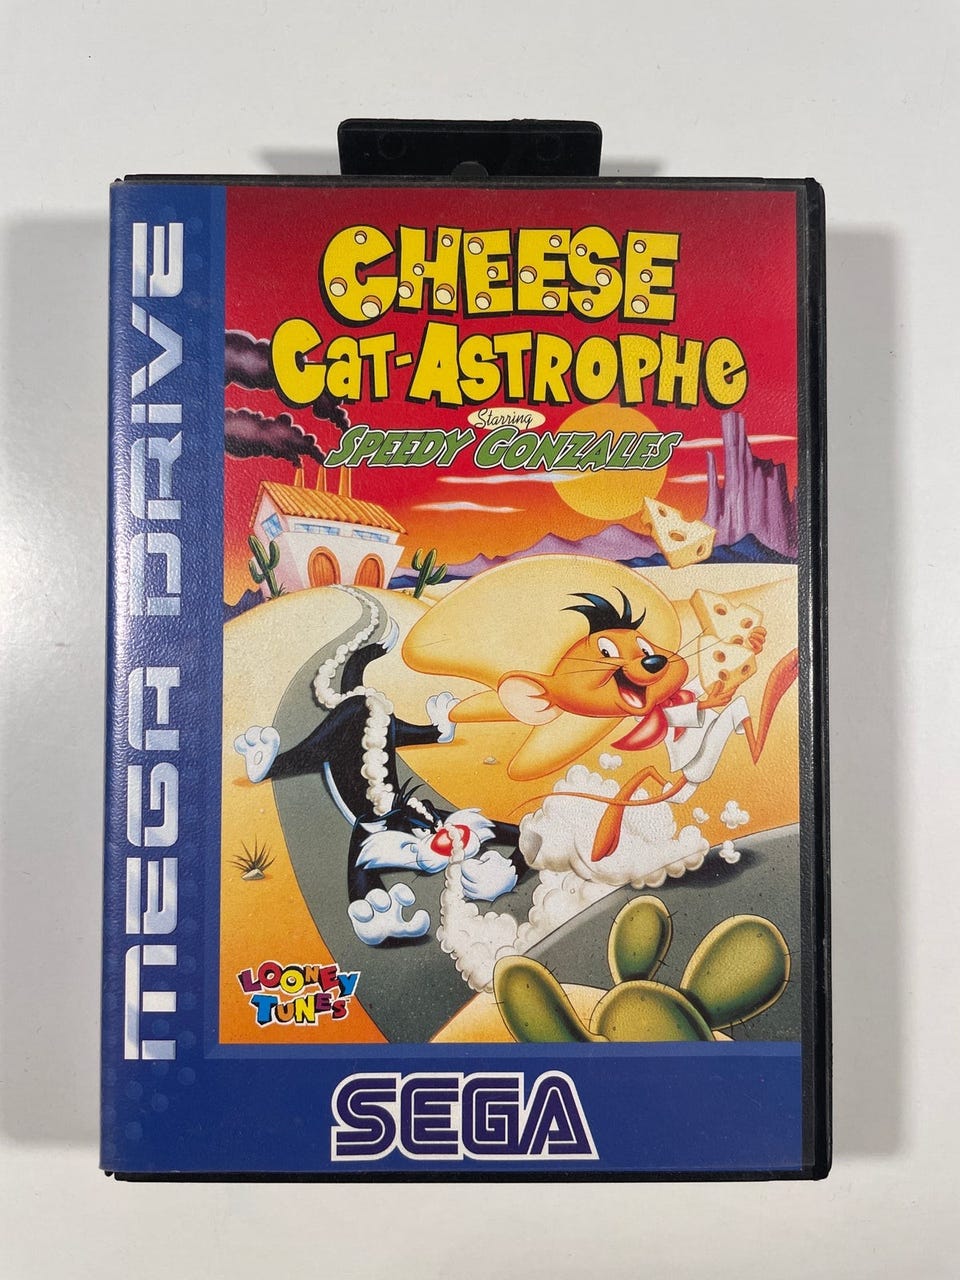 MEGA DRIVE
CHEESE
CaT-ASTROPHe
Starring
SPEEDY GONZALES
LOONEY
TUNES
SEGA